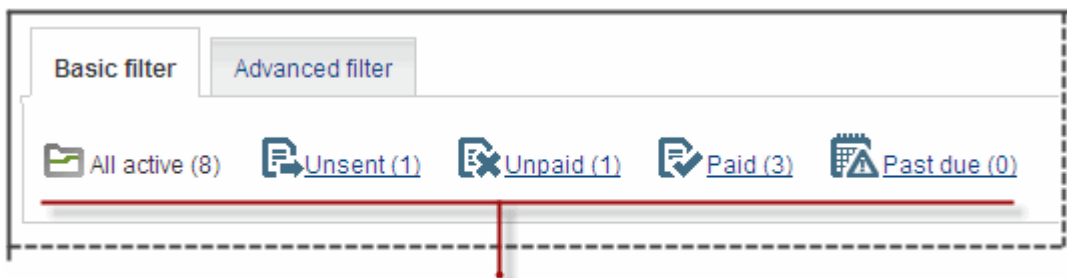 Basic filter Advanced filter
All active (8) Unsent (1) Unpaid (1) Paid (3) Past due (0)